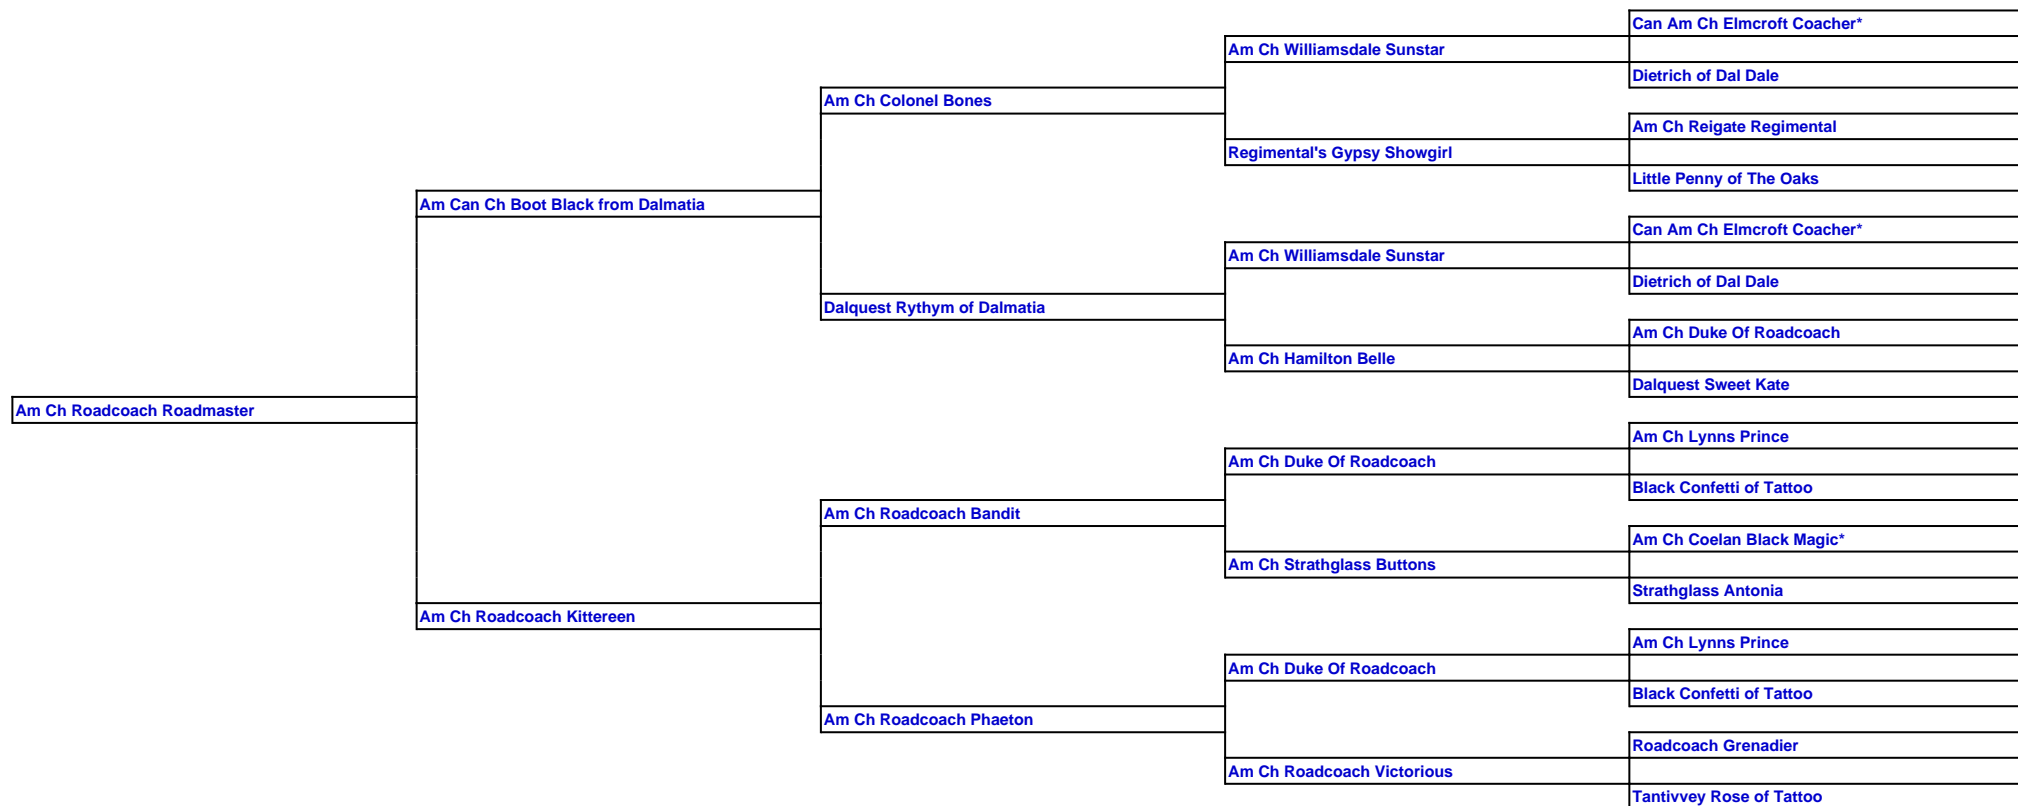 Can Am Ch Elmcroft Coacher*
Am Ch Williamsdale Sunstar
Dietrich of Dal Dale
Am Ch Colonel Bones
Am Ch Reigate Regimental
Regimental's Gypsy Showgirl
Little Penny of The Oaks
Am Can Ch Boot Black from Dalmatia
Can Am Ch Elmcroft Coacher*
Am Ch Williamsdale Sunstar
Dietrich of Dal Dale
Dalquest Rythym of Dalmatia
Am Ch Duke Of Roadcoach
Am Ch Hamilton Belle
Dalquest Sweet Kate
Am Ch Roadcoach Roadmaster
Am Ch Lynns Prince
Am Ch Duke Of Roadcoach
Black Confetti of Tattoo
Am Ch Roadcoach Bandit
Am Ch Coelan Black Magic*
Am Ch Strathglass Buttons
Strathglass Antonia
Am Ch Roadcoach Kittereen
Am Ch Lynns Prince
Am Ch Duke Of Roadcoach
Black Confetti of Tattoo
Am Ch Roadcoach Phaeton
Roadcoach Grenadier
Am Ch Roadcoach Victorious
Tantivvey Rose of Tattoo